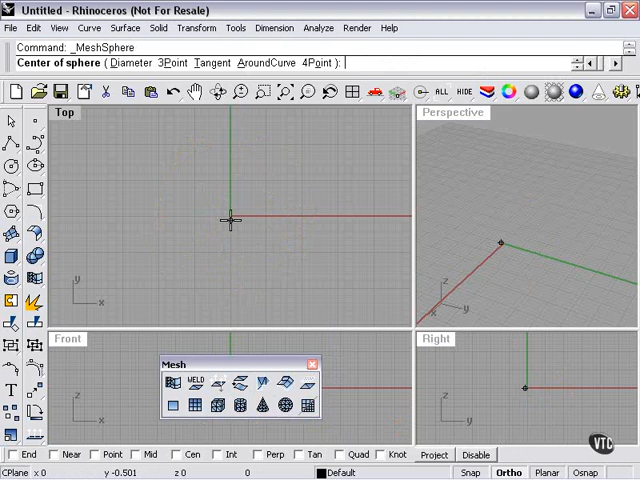 Untitled - Rhinoceros (Not For Resale)
File Edit View Curve Surface Solid Mesh Dimension Transform Tools Analyze Render Help
Command: _MeshSphere
Center of sphere ( Diameter 3Point Tangent AroundCurve 4Point ):
ALL HIDE
Top
Perspective
y
x
z
x
y
Front
Right
Mesh
WELD
T
z
x
z
y
VTC
End Near Point Mid Cen Int Perp Tan Quad Knot Project Disable
CPlane x 0 y -0.501 z 0 0 Default Snap Ortho Planar Osnap